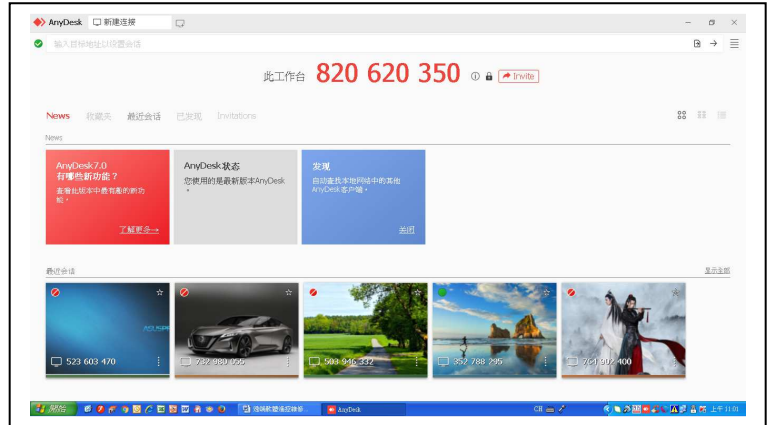 AnyDesk 新建连接
输入目标地址以设置会话
此工作台 820 620 350 Invite
News 收藏夹 最近会话 已发现 Invitations
News
AnyDesk7.0
有哪些新功能？
查看此版本中最有趣的新功
能。
了解更多→
AnyDesk状态
您使用的是最新版本AnyDesk
。
发现
自动查找本地网络中的其他
AnyDesk客户端。
关闭
最近会话 显示全部
523 603 470
732 980 055
503 946 332
352 788 295
764 902 400
開始 AnyDesk CH 上午 11:01